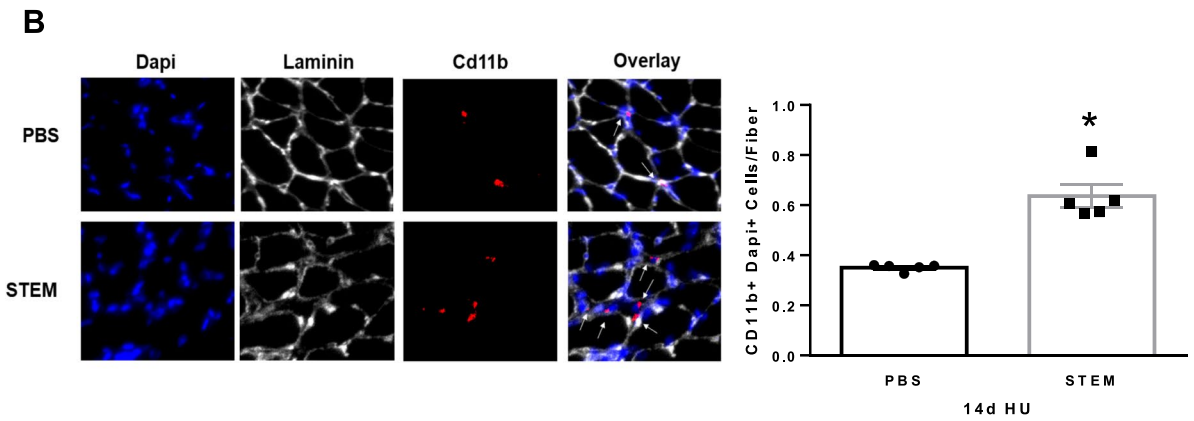 B
Dapi Laminin Cd11b Overlay
PBS
STEM
CD11b+ Dapi+ Cells/Fiber
1.0
0.8
0.6
0.4
0.2
0.0
*
PBS STEM
14d HU